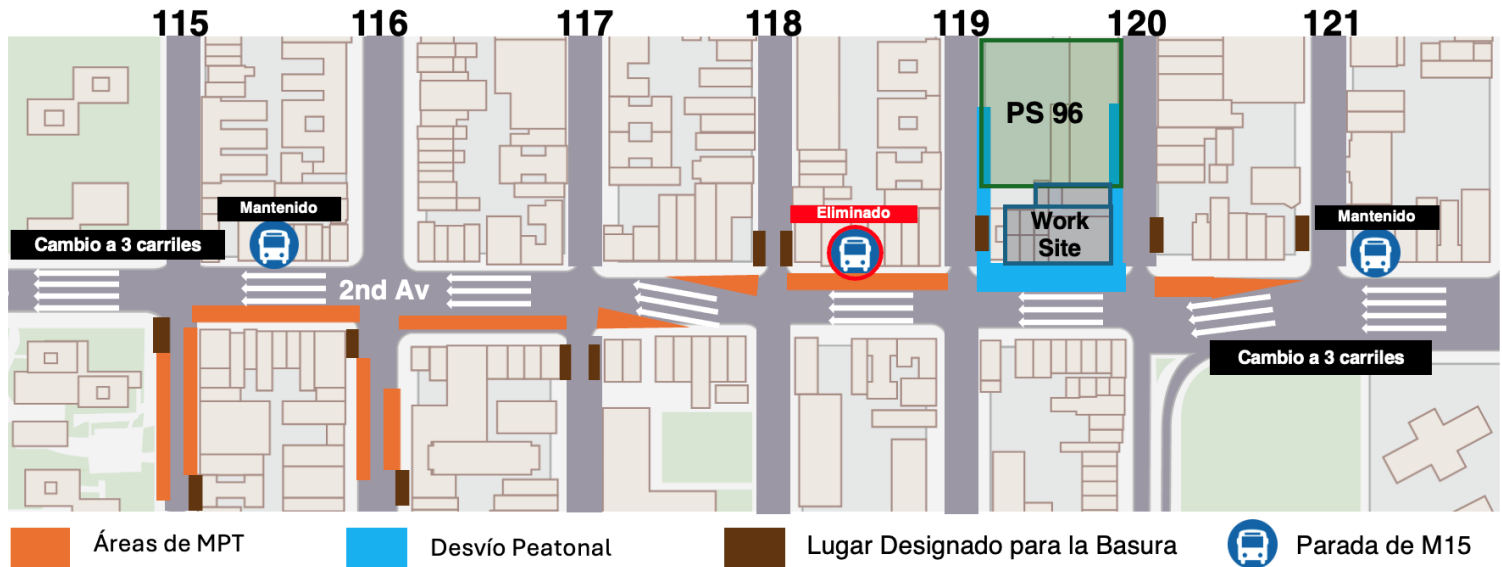 115 116 117 118 119 120 121
PS 96
Mantenido
Eliminado
Mantenido
Work
Site
Cambio a 3 carriles
2nd Av
Cambio a 3 carriles
Áreas de MPT
Desvío Peatonal
Lugar Designado para la Basura
Parada de M15